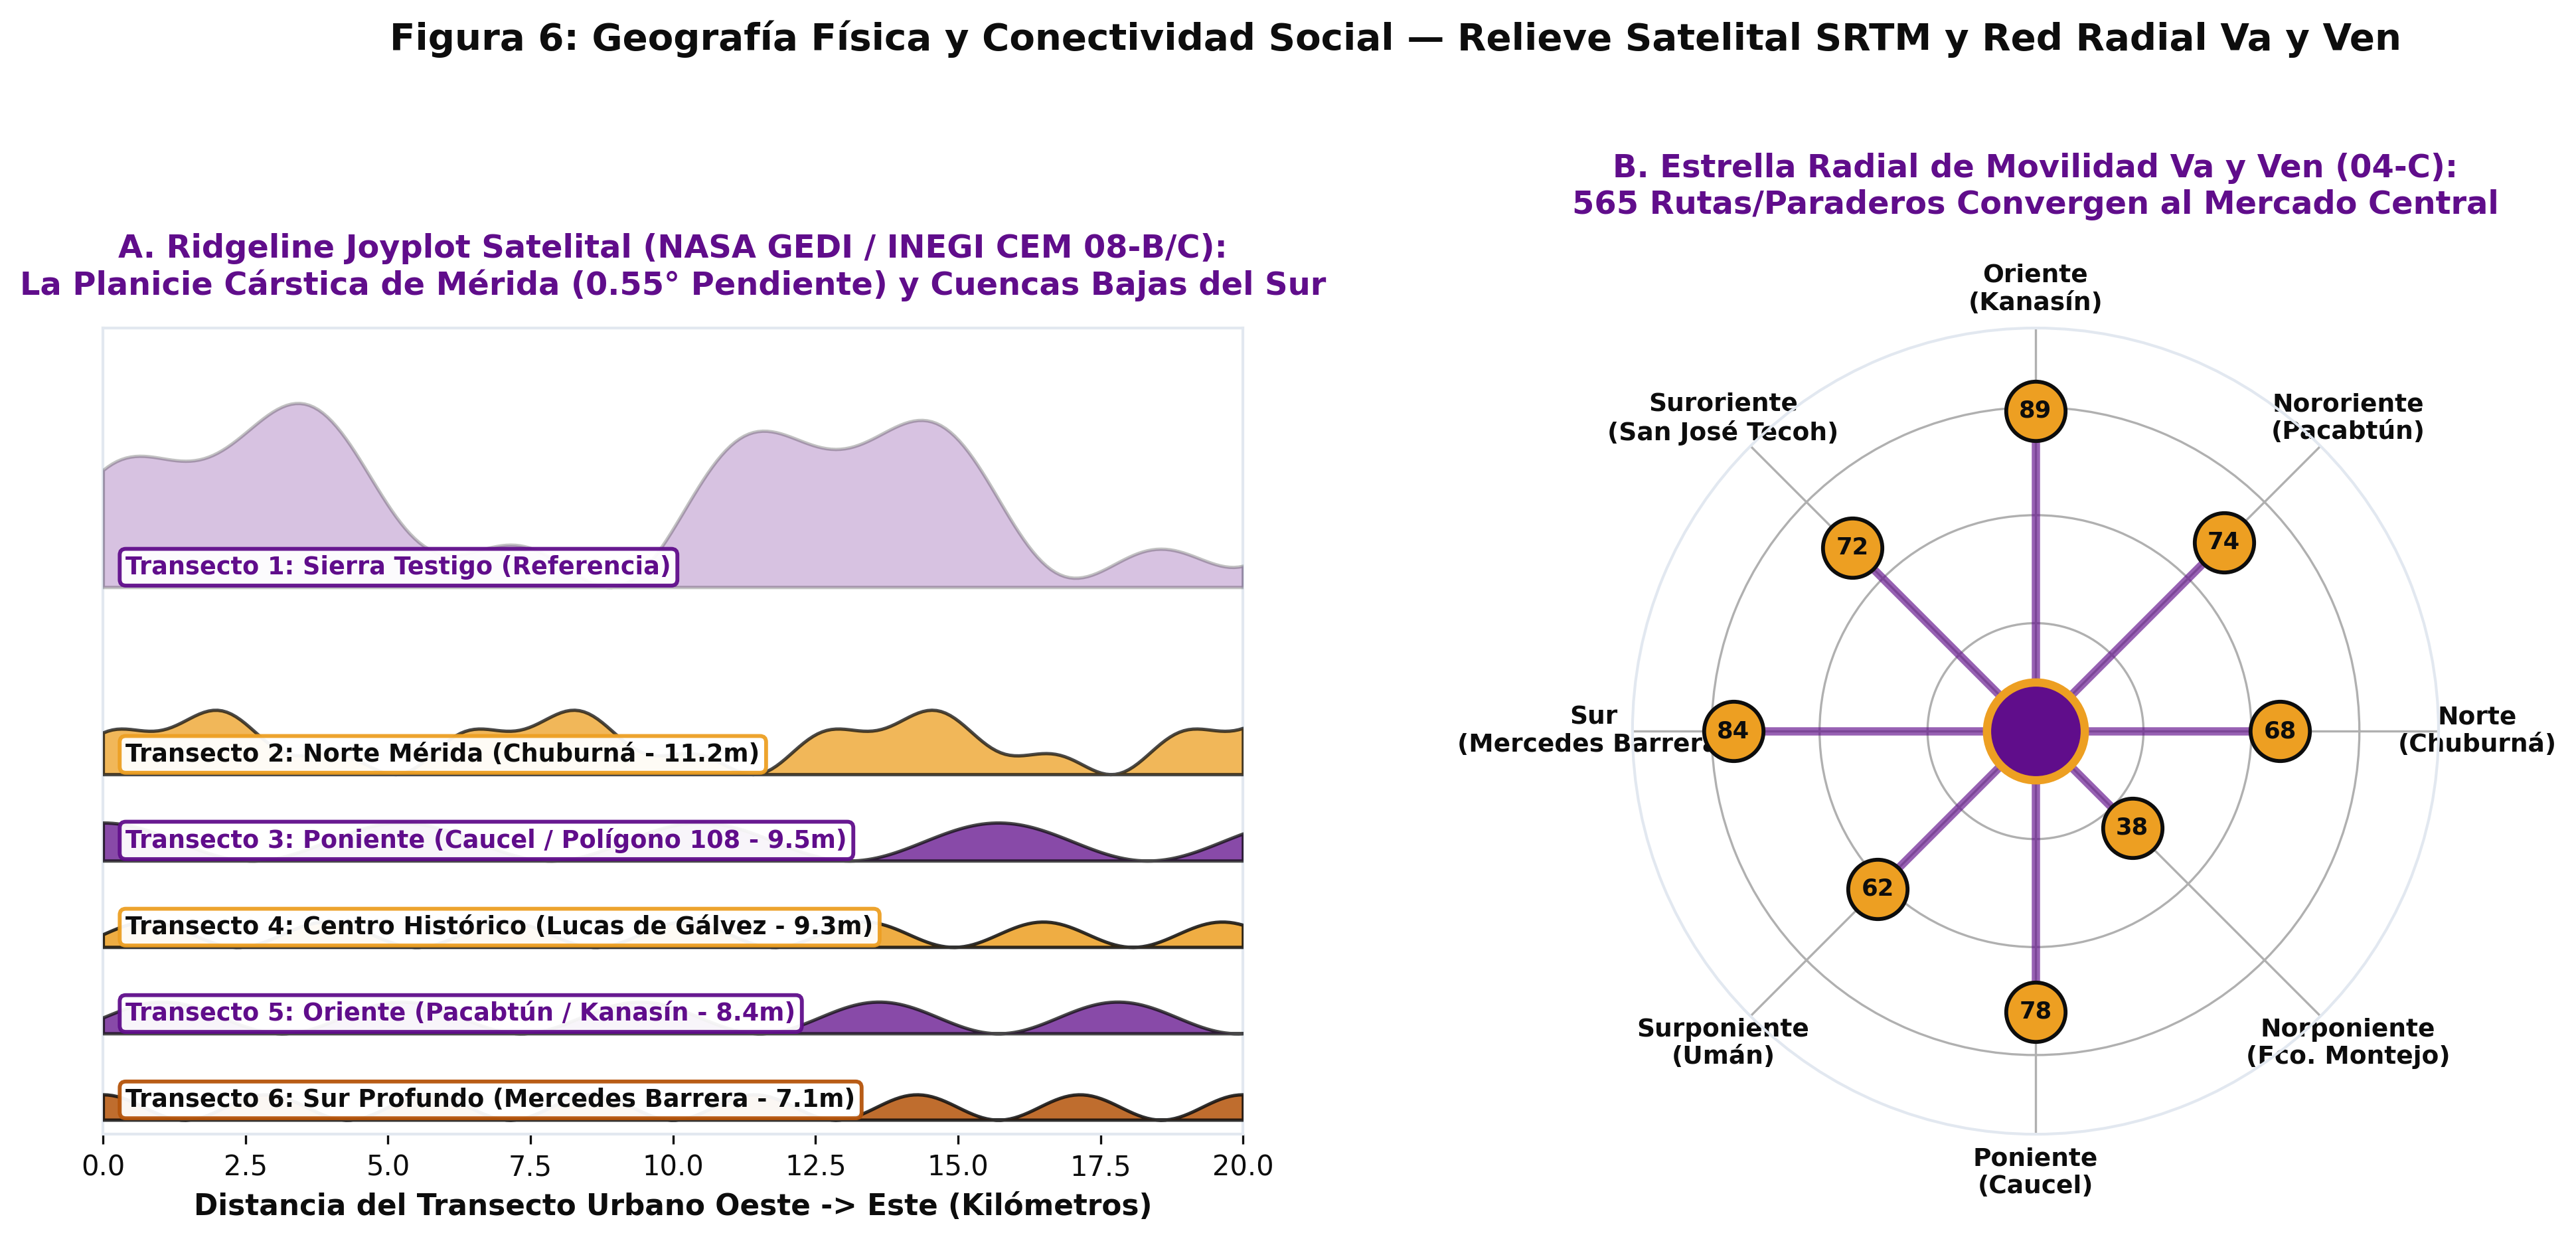 Figura 6: Geografía Física y Conectividad Social — Relieve Satelital SRTM y Red Radial Va y Ven
A. Ridgeline Joyplot Satelital (NASA GEDI / INEGI CEM 08-B/C):
La Planicie Cárstica de Mérida (0.55° Pendiente) y Cuencas Bajas del Sur
Transecto 1: Sierra Testigo (Referencia)
Transecto 2: Norte Mérida (Chuburná - 11.2m)
Transecto 3: Poniente (Caucel / Polígono 108 - 9.5m)
Transecto 4: Centro Histórico (Lucas de Gálvez - 9.3m)
Transecto 5: Oriente (Pacabtún / Kanasín - 8.4m)
Transecto 6: Sur Profundo (Mercedes Barrera - 7.1m)
0.0 2.5 5.0 7.5 10.0 12.5 15.0 17.5 20.0
Distancia del Transecto Urbano Oeste -> Este (Kilómetros)
B. Estrella Radial de Movilidad Va y Ven (04-C):
565 Rutas/Paraderos Convergen al Mercado Central
Oriente
(Kanasín)
89
Suroriente
(San José Tecoh)
72
Nororiente
(Pacabtún)
74
Sur
(Mercedes Barrera
84
Norte
(Chuburná)
68
38
62
78
Surponiente
(Umán)
Norponiente
(Fco. Montejo)
Poniente
(Caucel)